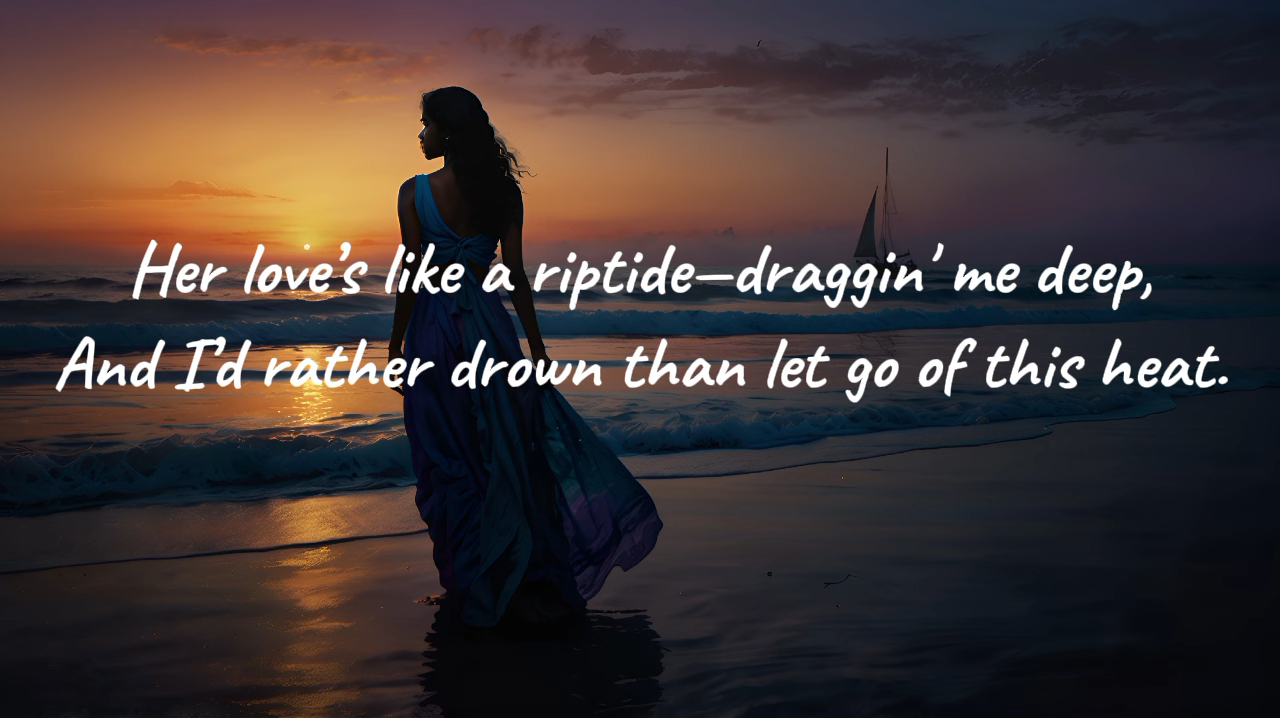 Her love’s like a riptide—draggin’ me deep,
And I’d rather drown than let go of this heat.